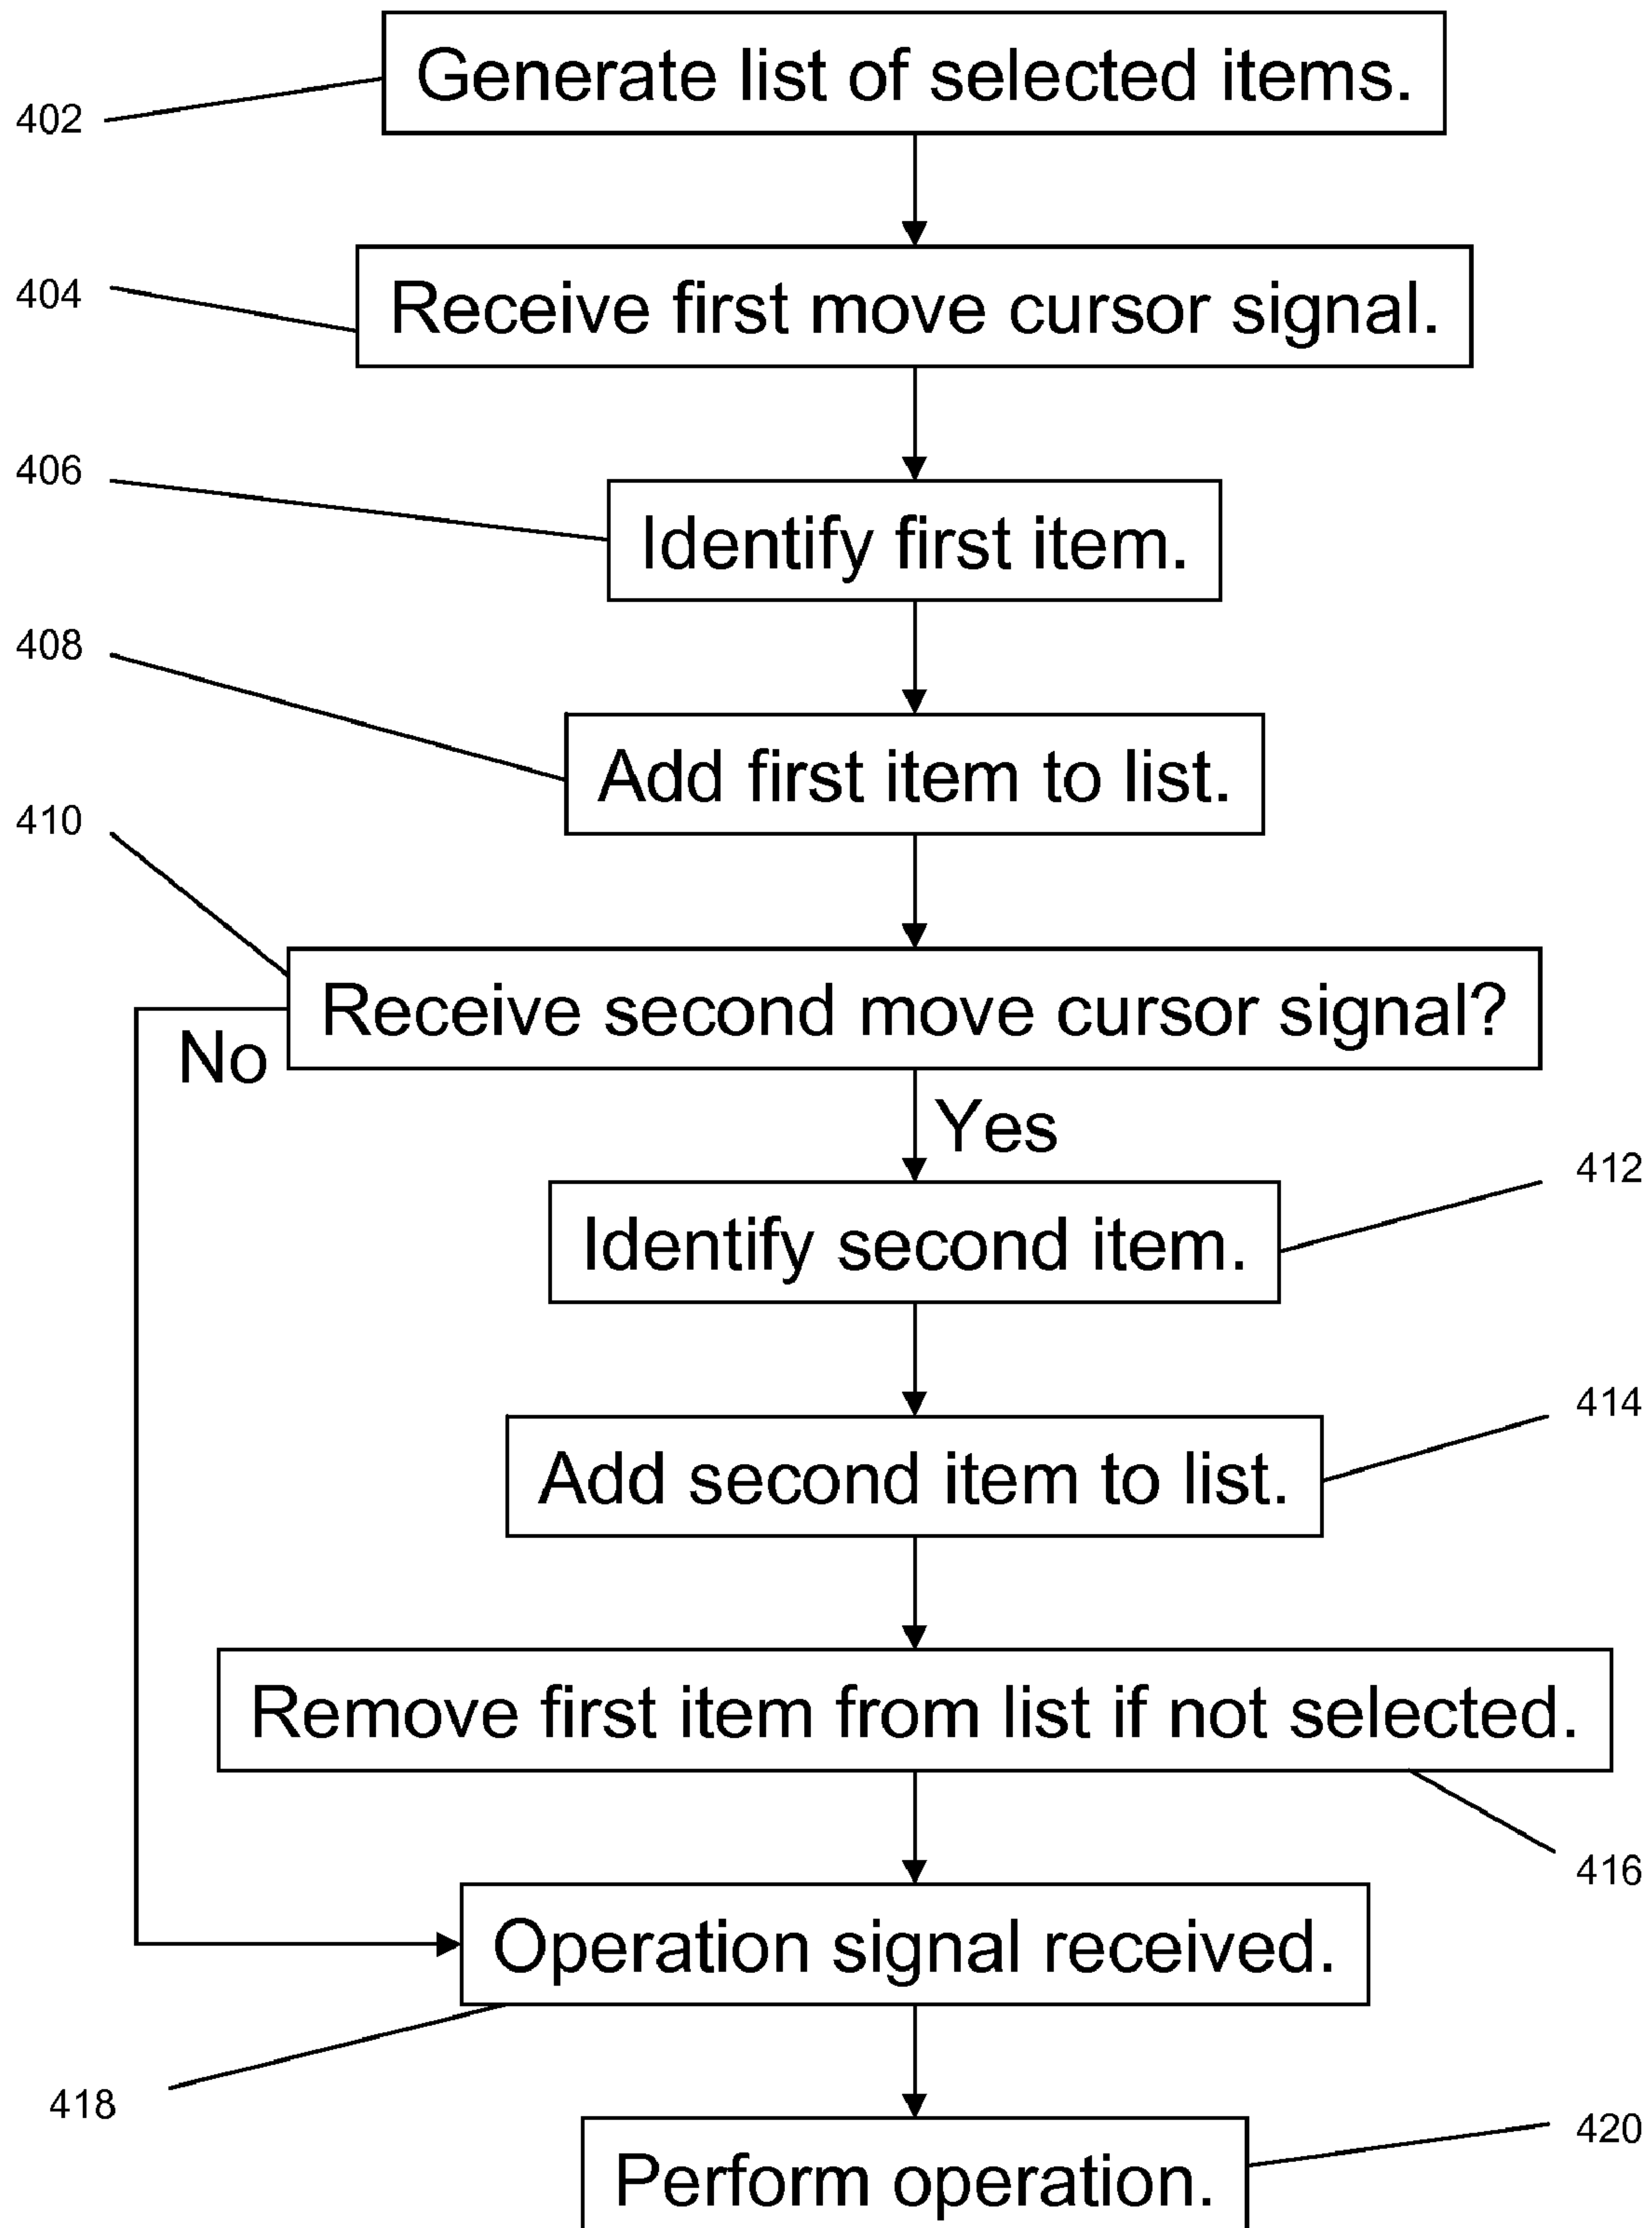 Generate list of selected items.
402
Receive first move cursor signal.
404
406
Identify first item.
408
Add first item to list.
410
Receive second move cursor signal?
No
Yes
412
Identify second item.
414
Add second item to list.
Remove first item from list if not selected.
416
Operation signal received.
418
420
Perform operation.